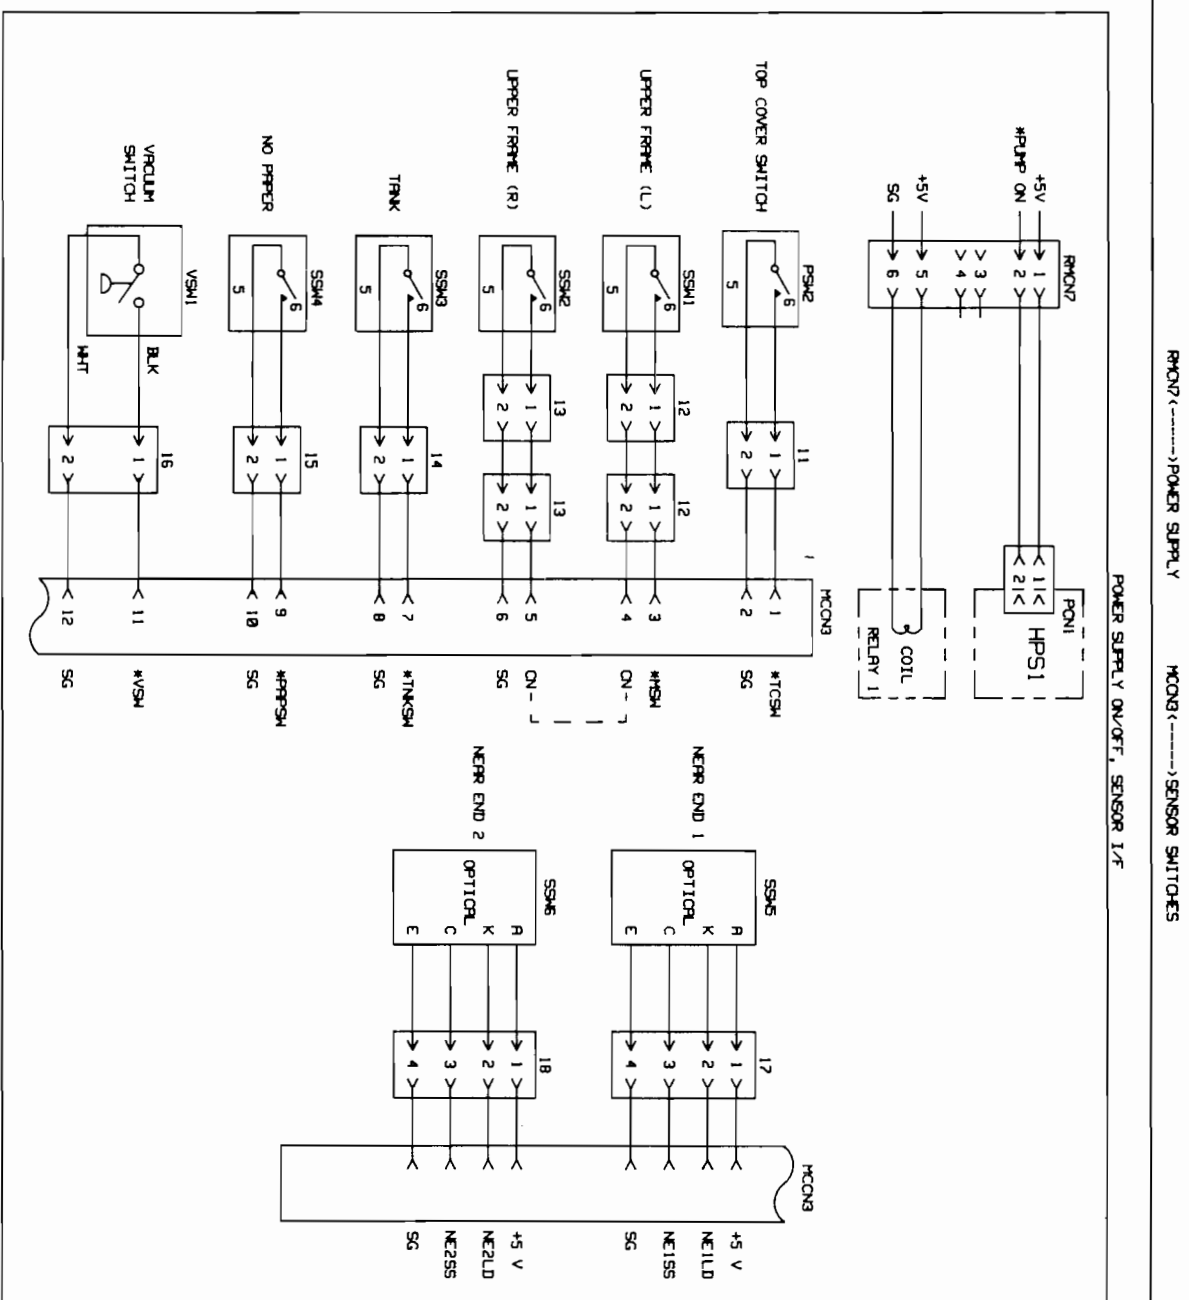 RMCN7<----->POWER SUPPLY
MCCN3<----->SENSOR SWITCHES
POWER SUPPLY ON/OFF, SENSOR I/F
+5V
*PUMP ON
+5V
SG
RMCN7
1
2
3
4
5
6
PCN1
1
2
HPS1
COIL
RELAY 1
TOP COVER SWITCH
PSW2
6
5
11
1
2
MCCN3
1
2
*TCSW
SG
UPPER FRAME (L)
SSW1
6
5
12
1
2
12
1
2
3
4
*MSW
CN-
UPPER FRAME (R)
SSW2
6
5
13
1
2
13
1
2
5
6
CN-
SG
TANK
SSW3
6
5
14
1
2
7
8
*TNKSW
SG
NO PAPER
SSW4
6
5
15
1
2
9
10
*PAPSW
SG
VACUUM
SWITCH
VSW1
BLK
WHT
16
1
2
11
12
*VSW
SG
NEAR END 1
SSW5
OPTICAL
A
K
C
E
17
1
2
3
4
MCCN3
+5 V
NE1LD
NE1SS
SG
NEAR END 2
SSW6
OPTICAL
A
K
C
E
18
1
2
3
4
+5 V
NE2LD
NE2SS
SG